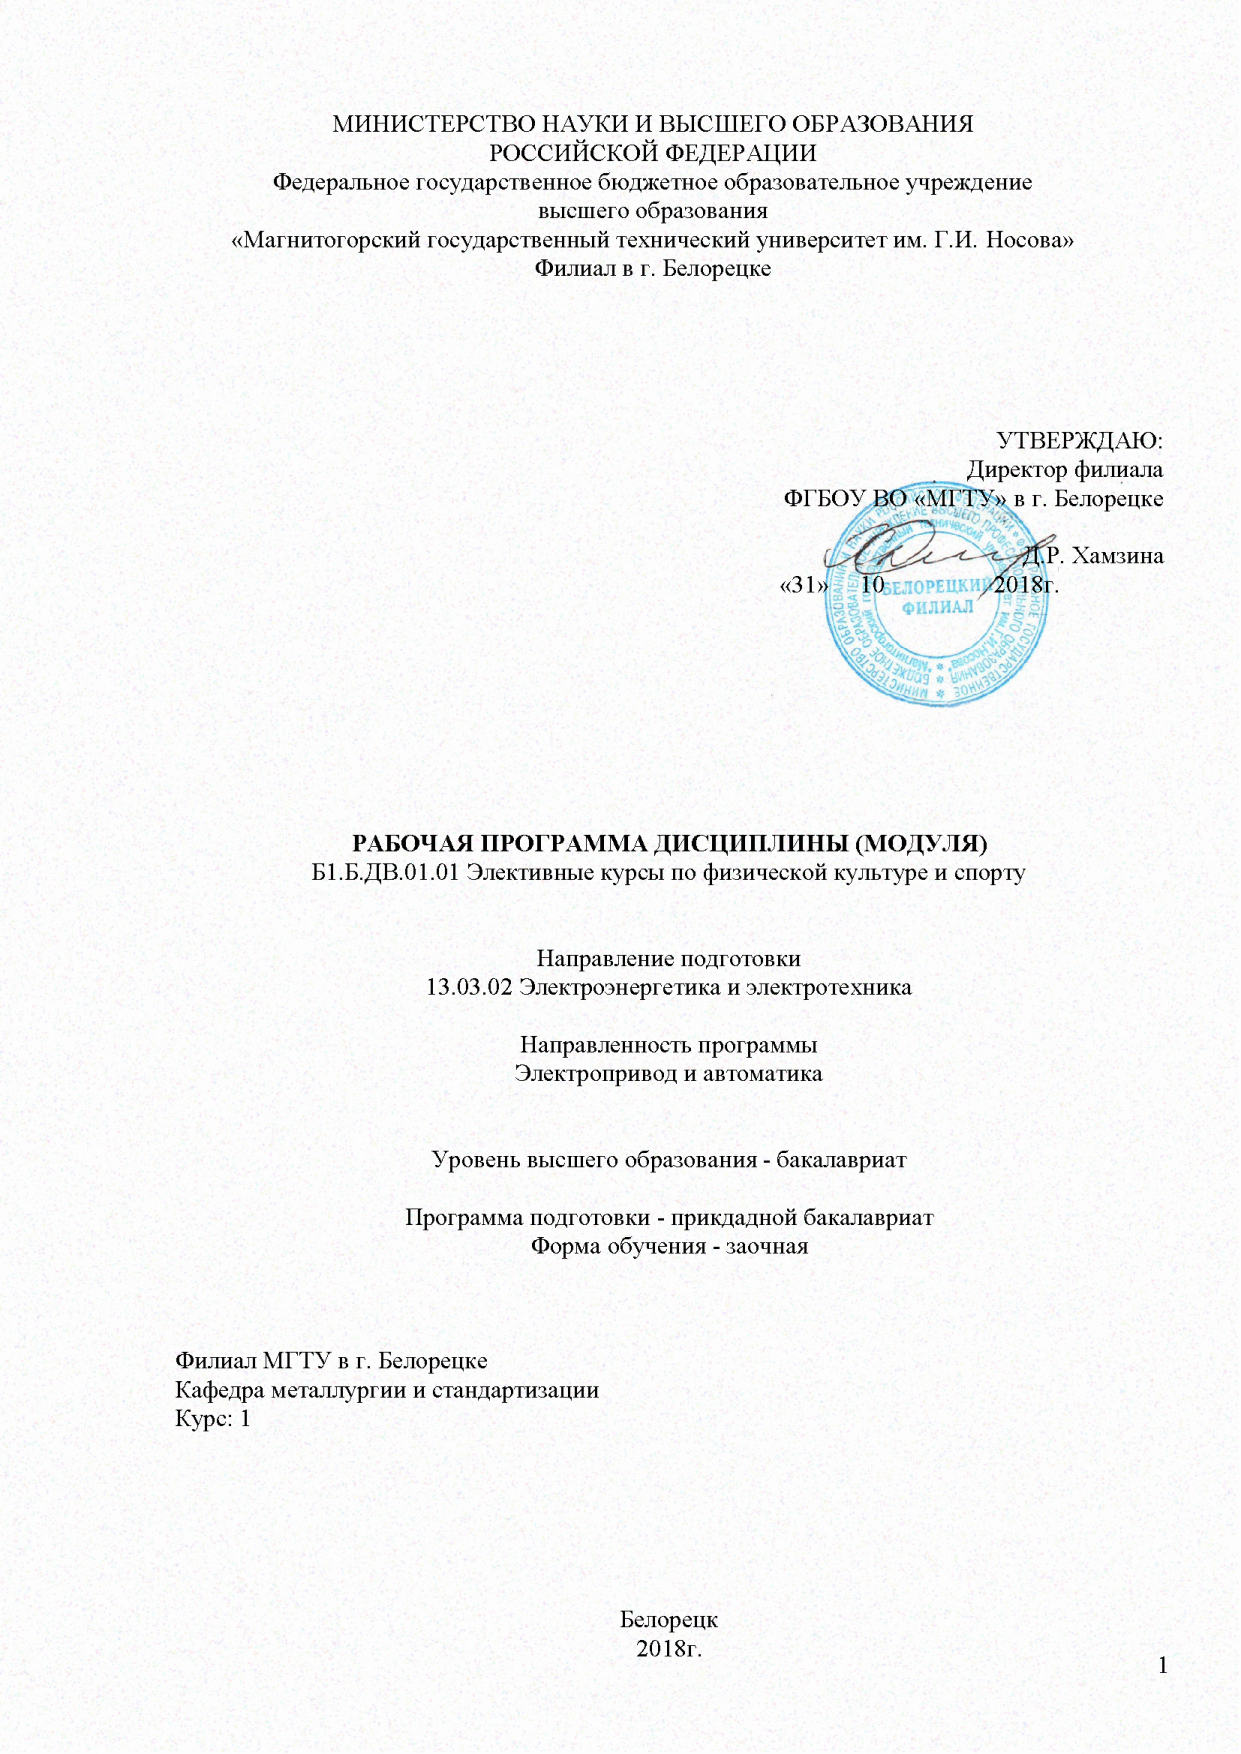 МИНИСТЕРСТВО НАУКИ И ВЫСШЕГО ОБРАЗОВАНИЯ
РОССИЙСКОЙ ФЕДЕРАЦИИ
Федеральное государственное бюджетное образовательное учреждение
высшего образования
«Магнитогорский государственный технический университет им. Г.И. Носова»
Филиал в г. Белорецке
УТВЕРЖДАЮ:
Директор филиала
ФГБОУ ВО «МГТУ» в г. Белорецке
Д.Р. Хамзина
«31» 10 2018г.
БЕЛОРЕЦКИЙ
ФИЛИАЛ
РАБОЧАЯ ПРОГРАММА ДИСЦИПЛИНЫ (МОДУЛЯ)
Б1.Б.ДВ.01.01 Элективные курсы по физической культуре и спорту
Направление подготовки
13.03.02 Электроэнергетика и электротехника
Направленность программы
Электропривод и автоматика
Уровень высшего образования - бакалавриат
Программа подготовки - прикдадной бакалавриат
Форма обучения - заочная
Филиал МГТУ в г. Белорецке
Кафедра металлургии и стандартизации
Курс: 1
Белорецк
2018г.
1